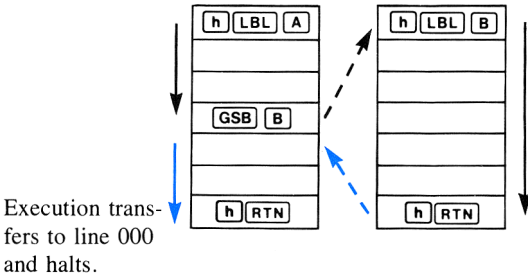 h LBL A
GSB B
h RTN
h LBL B
h RTN
Execution trans-
fers to line 000
and halts.